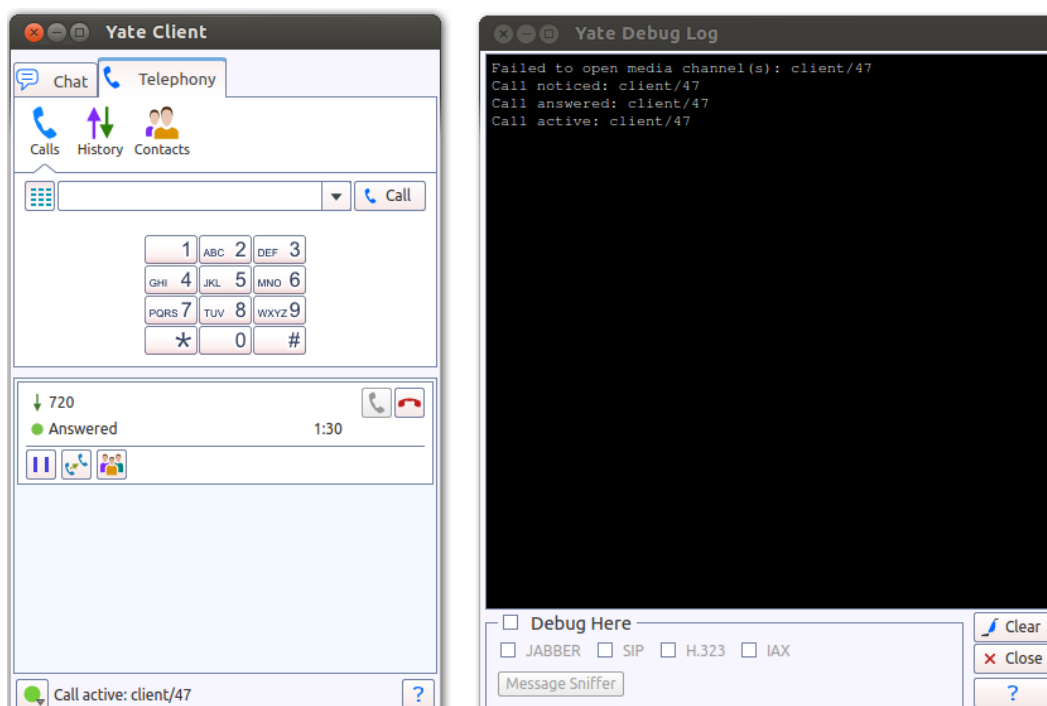 Yate Client
Chat
Telephony
Calls
History
Contacts
Call
1
ABC 2
DEF 3
GHI 4
JKL 5
MNO 6
PQRS 7
TUV 8
WXYZ 9
*
0
#
720
Answered
1:30
Call active: client/47
?
Yate Debug Log
Failed to open media channel(s): client/47
Call noticed: client/47
Call answered: client/47
Call active: client/47
Debug Here
JABBER
SIP
H.323
IAX
Message Sniffer
Clear
Close
?